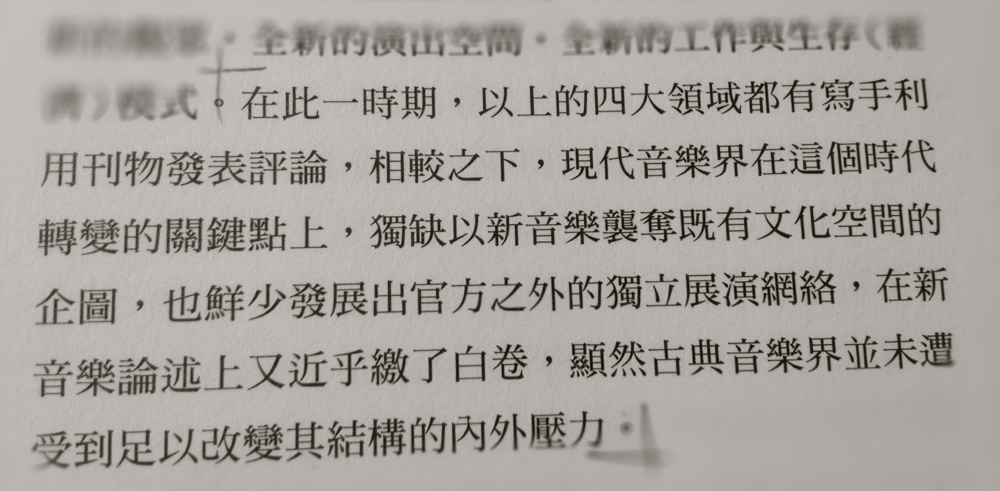 、全新的演出空間、全新的工作與生存(經
濟)模式。在此一時期,以上的四大領域都有寫手利
用刊物發表評論,相較之下,現代音樂界在這個時代
轉變的關鍵點上,獨缺以新音樂襲奪既有文化空間的
企圖,也鮮少發展出官方之外的獨立展演網絡,在新
音樂論述上又近乎繳了白卷,顯然古典音樂界並未遭
受到足以改變其結構的內外壓力。